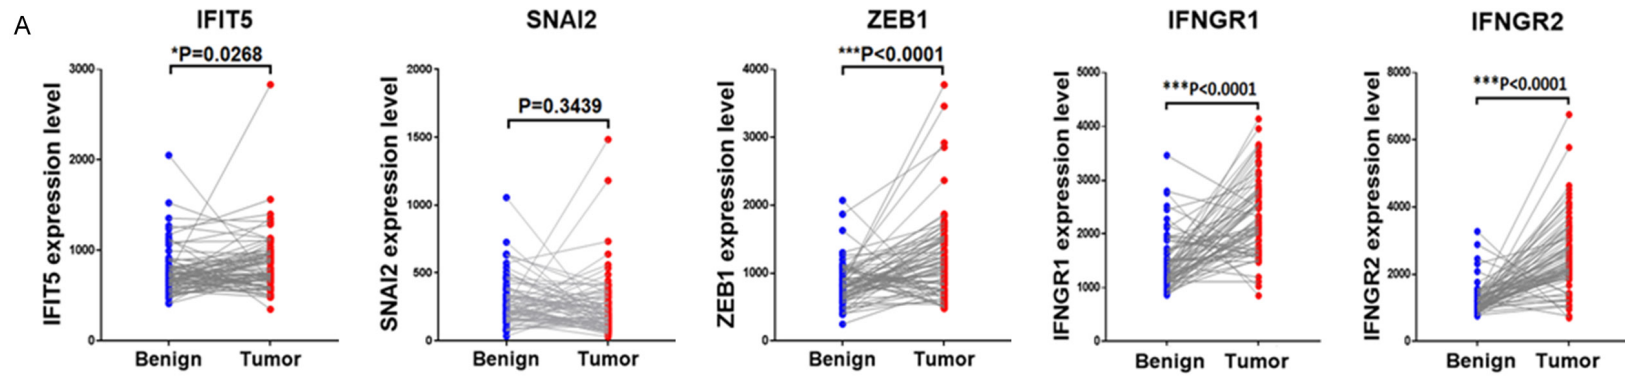 A
IFIT5
*P=0.0268
IFIT5 expression level
3000
2000
1000
0
Benign Tumor
SNAI2
P=0.3439
SNAI2 expression level
2000
1500
1000
500
0
Benign Tumor
ZEB1
***P<0.0001
ZEB1 expression level
4000
3000
2000
1000
0
Benign Tumor
IFNGR1
***P<0.0001
IFNGR1 expression level
5000
4000
3000
2000
1000
0
Benign Tumor
IFNGR2
***P<0.0001
IFNGR2 expression level
8000
6000
4000
2000
0
Benign Tumor